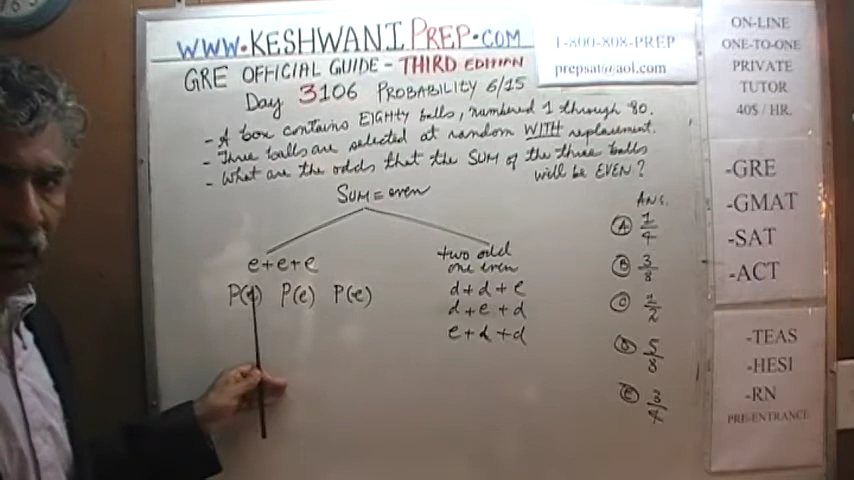 WWW.KESHWANIPREP.COM
GRE OFFICIAL GUIDE - THIRD EDITION
Day 3106 PROBABILITY 6/15
- A box contains EIGHTY balls, numbered 1 through 80.
- Three balls are selected at random WITH replacement.
- What are the odds that the SUM of the three balls
will be EVEN?
SUM = even
e+e+e
P(e) P(e) P(e)
two odd
one even
d+d+e
d+e+d
e+d+d
ANS.
(A) 1/4
(B) 3/8
(C) 1/2
(D) 5/8
(E) 3/4
1-800-808-PREP
prepsat@aol.com
ON-LINE
ONE-TO-ONE
PRIVATE
TUTOR
40$ / HR.
-GRE
-GMAT
-SAT
-ACT
-TEAS
-HESI
-RN
PRE-ENTRANCE